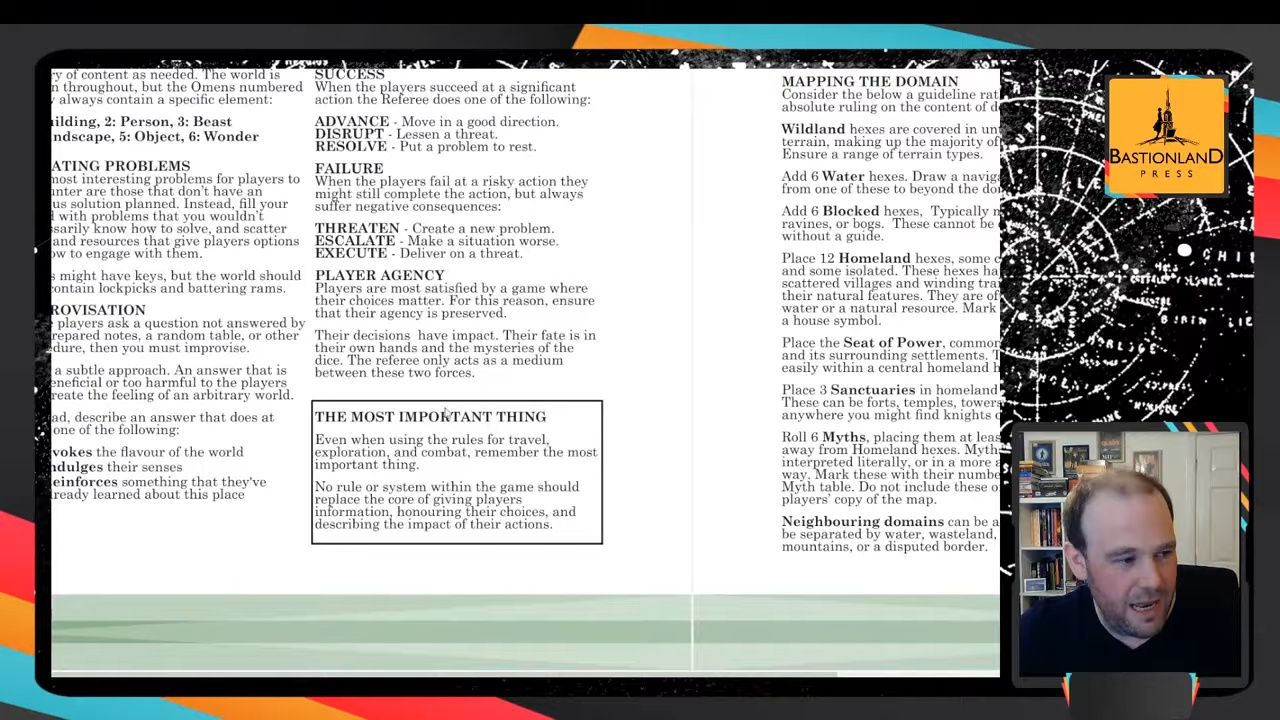 ry of content as needed. The world is
n throughout, but the Omens numbered
always contain a specific element:
ilding, 2: Person, 3: Beast
ndscape, 5: Object, 6: Wonder
ATING PROBLEMS
most interesting problems for players to
unter are those that don't have an
us solution planned. Instead, fill your
d with problems that you wouldn't
ssarily know how to solve, and scatter
and resources that give players options
ow to engage with them.
s might have keys, but the world should
contain lockpicks and battering rams.
ROVISATION
players ask a question not answered by
repared notes, a random table, or other
edure, then you must improvise.
a subtle approach. An answer that is
eneficial or too harmful to the players
reate the feeling of an arbitrary world.
ad, describe an answer that does at
one of the following:
vokes the flavour of the world
ndulges their senses
einforces something that they've
lready learned about this place
SUCCESS
When the players succeed at a significant
action the Referee does one of the following:
ADVANCE - Move in a good direction.
DISRUPT - Lessen a threat.
RESOLVE - Put a problem to rest.
FAILURE
When the players fail at a risky action they
might still complete the action, but always
suffer negative consequences:
THREATEN - Create a new problem.
ESCALATE - Make a situation worse.
EXECUTE - Deliver on a threat.
PLAYER AGENCY
Players are most satisfied by a game where
their choices matter. For this reason, ensure
that their agency is preserved.
Their decisions have impact. Their fate is in
their own hands and the mysteries of the
dice. The referee only acts as a medium
between these two forces.
THE MOST IMPORTANT THING
Even when using the rules for travel,
exploration, and combat, remember the most
important thing.
No rule or system within the game should
replace the core of giving players
information, honouring their choices, and
describing the impact of their actions.
MAPPING THE DOMAIN
Consider the below a guideline rat
absolute ruling on the content of d
Wildland hexes are covered in un
terrain, making up the majority of
Ensure a range of terrain types.
Add 6 Water hexes. Draw a navig
from one of these to beyond the do
Add 6 Blocked hexes, Typically m
ravines, or bogs. These cannot be
without a guide.
Place 12 Homeland hexes, some c
and some isolated. These hexes ha
scattered villages and winding tra
their natural features. They are of
water or a natural resource. Mark
a house symbol.
Place the Seat of Power, common
and its surrounding settlements. T
easily within a central homeland h
Place 3 Sanctuaries in homeland
These can be forts, temples, towers
anywhere you might find knights o
Roll 6 Myths, placing them at leas
away from Homeland hexes. Myth
interpreted literally, or in a more a
way. Mark these with their numbe
Myth table. Do not include these o
players' copy of the map.
Neighbouring domains can be a
be separated by water, wasteland,
mountains, or a disputed border.
BASTIONLAND
PRESS